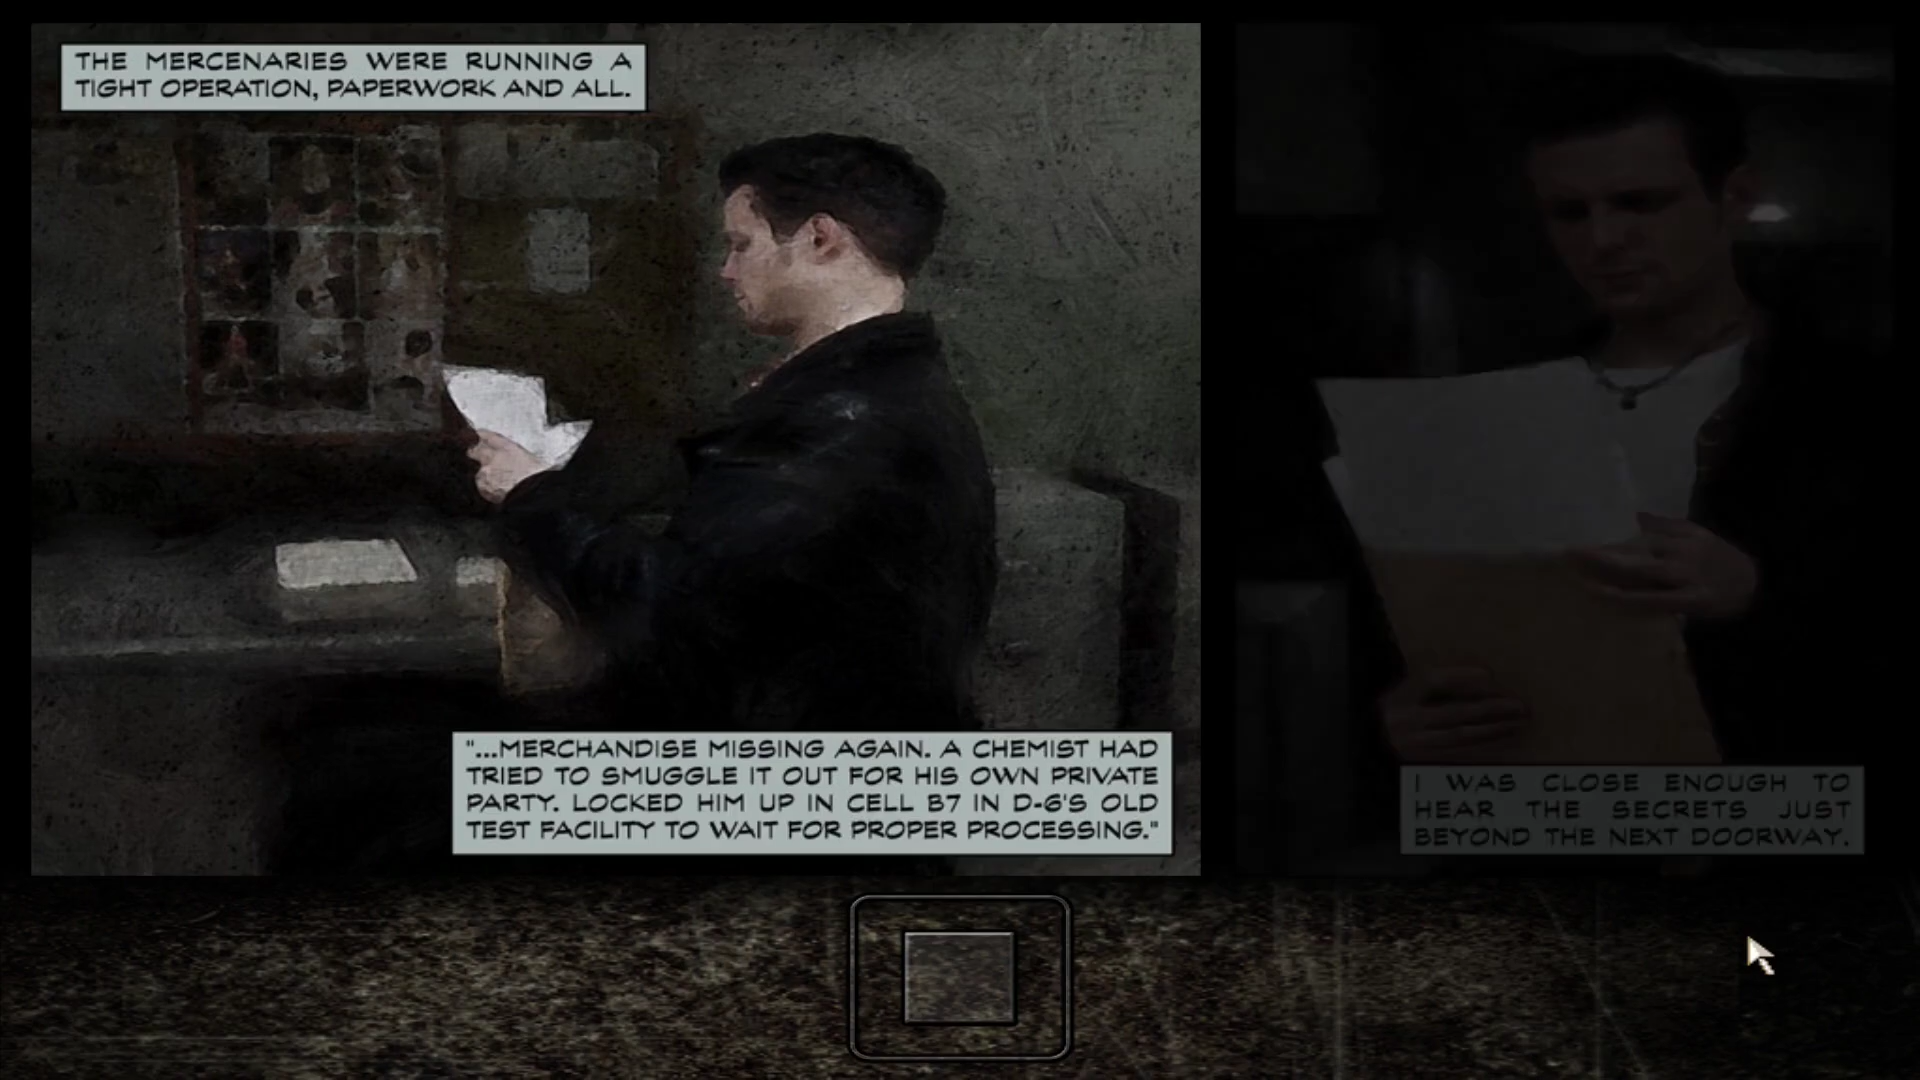 THE MERCENARIES WERE RUNNING A
TIGHT OPERATION, PAPERWORK AND ALL.
"...MERCHANDISE MISSING AGAIN. A CHEMIST HAD
TRIED TO SMUGGLE IT OUT FOR HIS OWN PRIVATE
PARTY. LOCKED HIM UP IN CELL B7 IN D-6'S OLD
TEST FACILITY TO WAIT FOR PROPER PROCESSING."
I WAS CLOSE ENOUGH TO
HEAR THE SECRETS JUST
BEYOND THE NEXT DOORWAY.